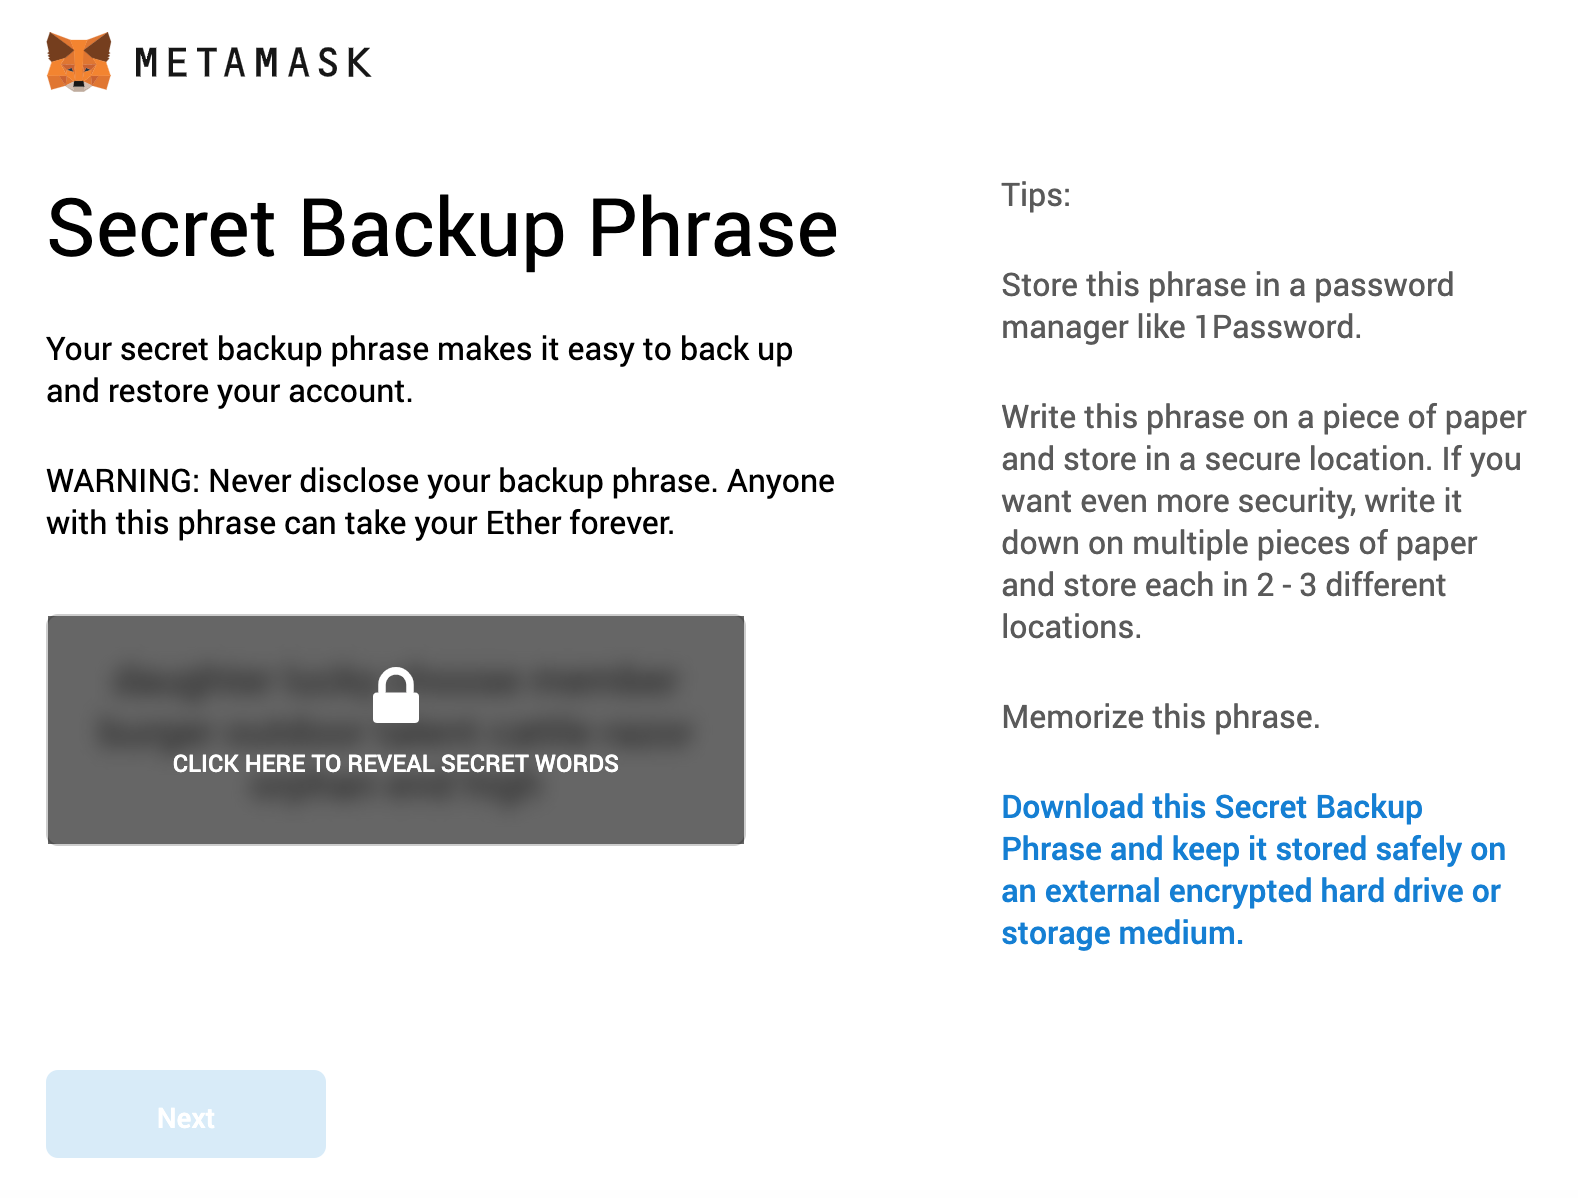 METAMASK
Secret Backup Phrase
Your secret backup phrase makes it easy to back up
and restore your account.
WARNING: Never disclose your backup phrase. Anyone
with this phrase can take your Ether forever.
CLICK HERE TO REVEAL SECRET WORDS
Next
Tips:
Store this phrase in a password
manager like 1Password.
Write this phrase on a piece of paper
and store in a secure location. If you
want even more security, write it
down on multiple pieces of paper
and store each in 2 - 3 different
locations.
Memorize this phrase.
Download this Secret Backup
Phrase and keep it stored safely on
an external encrypted hard drive or
storage medium.